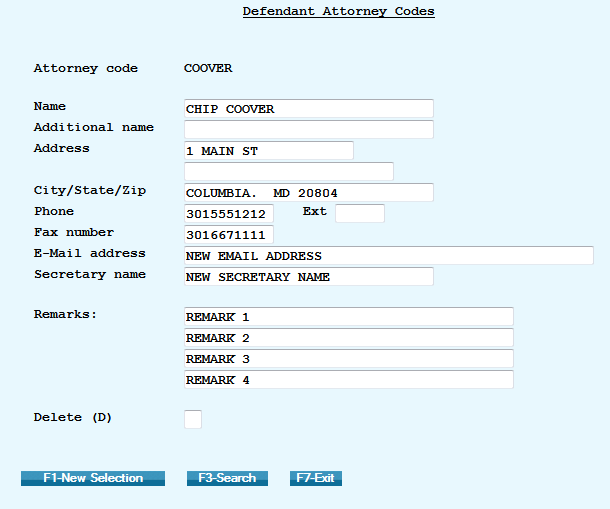 Defendant Attorney Codes
Attorney code COOVER
Name CHIP COOVER
Additional name
Address 1 MAIN ST
City/State/Zip COLUMBIA.  MD 20804
Phone 3015551212 Ext
Fax number 3016671111
E-Mail address NEW EMAIL ADDRESS
Secretary name NEW SECRETARY NAME
Remarks: REMARK 1
REMARK 2
REMARK 3
REMARK 4
Delete (D)
F1-New Selection F3-Search F7-Exit